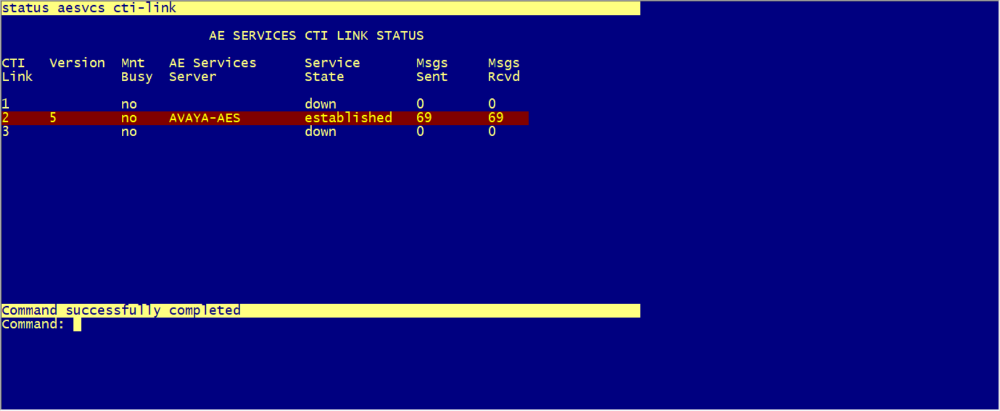 status aesvcs cti-link
AE SERVICES CTI LINK STATUS
CTI   Version  Mnt   AE Services      Service       Msgs     Msgs
Link           Busy  Server           State         Sent     Rcvd
1              no                     down          0        0
2     5        no    AVAYA-AES        established   69       69
3              no                     down          0        0
Command successfully completed
Command: